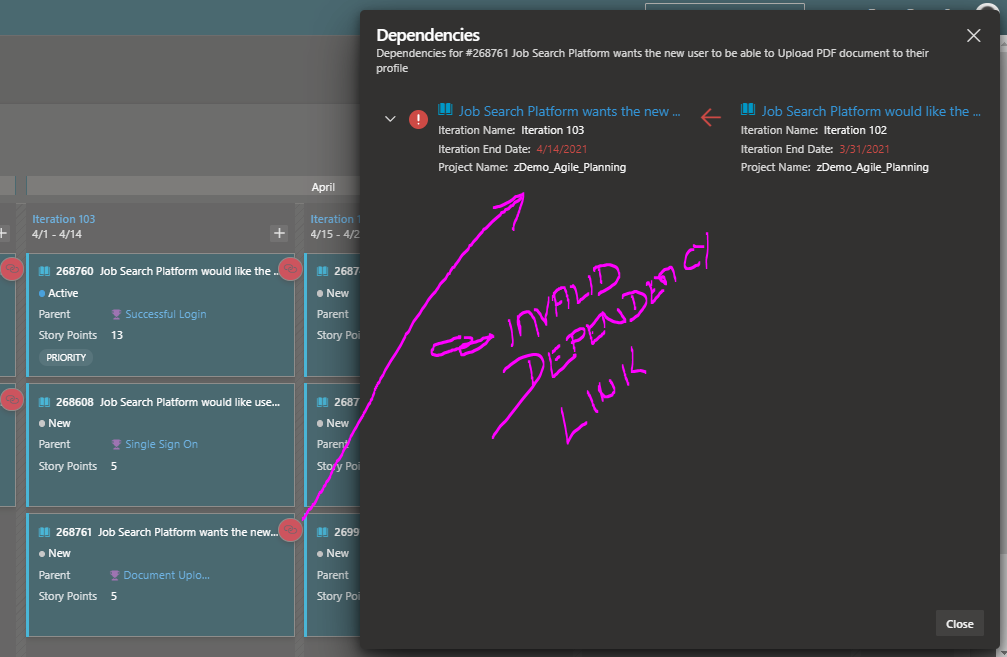 Dependencies
Dependencies for #268761 Job Search Platform wants the new user to be able to Upload PDF document to their
profile
Job Search Platform wants the new ...
Iteration Name: Iteration 103
Iteration End Date: 4/14/2021
Project Name: zDemo_Agile_Planning
Job Search Platform would like the ...
Iteration Name: Iteration 102
Iteration End Date: 3/31/2021
Project Name: zDemo_Agile_Planning
INVALID
DEPENDENCY
LINK
Close
April
Iteration 103
4/1 - 4/14
268760 Job Search Platform would like the ...
Active
Parent Successful Login
Story Points 13
PRIORITY
268608 Job Search Platform would like use...
New
Parent Single Sign On
Story Points 5
268761 Job Search Platform wants the new...
New
Parent Document Uplo...
Story Points 5
Iteration 1
4/15 - 4/2
2687
New
Parent
Story Poi
2687
New
Parent
Story Poi
2699
New
Parent
Story Poi